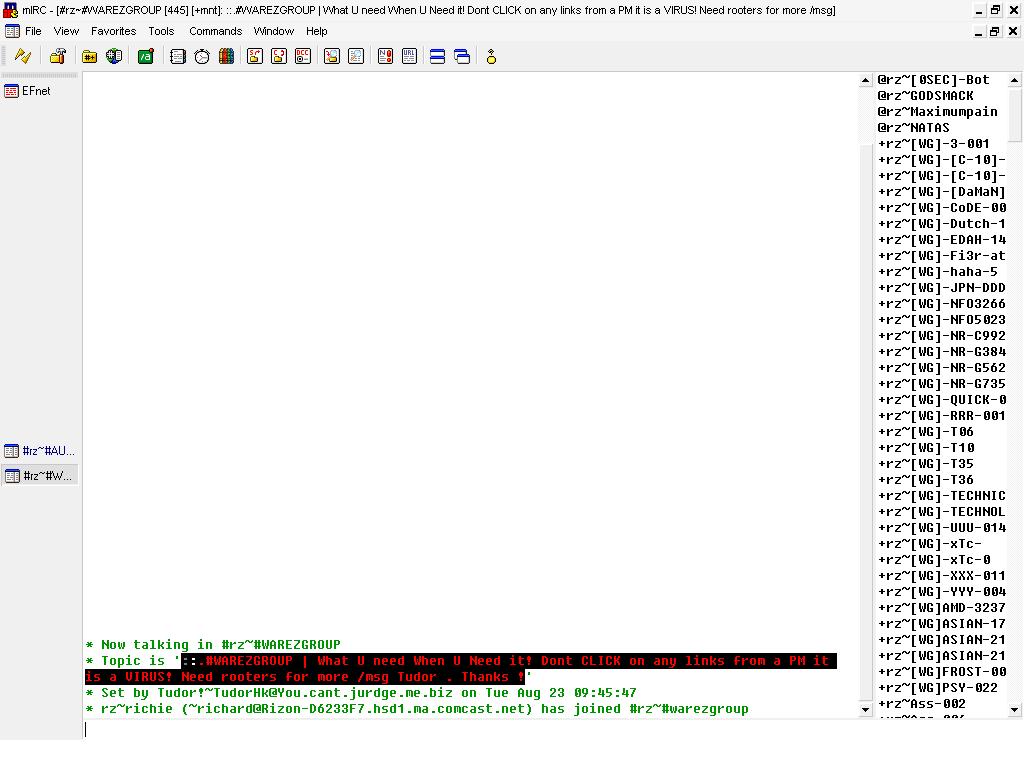 mIRC - [#rz~#WAREZGROUP [445] [+mnt]: ::.#WAREZGROUP | What U need When U Need it! Dont CLICK on any links from a PM it is a VIRUS! Need rooters for more /msg]
File View Favorites Tools Commands Window Help
EFnet
#rz~#AU...
#rz~#W...
* Now talking in #rz~#WAREZGROUP
* Topic is '::.#WAREZGROUP | What U need When U Need it! Dont CLICK on any links from a PM it
is a VIRUS! Need rooters for more /msg Tudor . Thanks !'
* Set by Tudor!~TudorHk@You.cant.jurdge.me.biz on Tue Aug 23 09:45:47
* rz~richie (~richard@Rizon-D6233F7.hsd1.ma.comcast.net) has joined #rz~#warezgroup
@rz~[0SEC]-Bot
@rz~GODSMACK
@rz~Maximumpain
@rz~NATAS
+rz~[WG]-3-001
+rz~[WG]-[C-10]-
+rz~[WG]-[C-10]-
+rz~[WG]-[DaMaN]
+rz~[WG]-CoDE-00
+rz~[WG]-Dutch-1
+rz~[WG]-EDAH-14
+rz~[WG]-Fi3r-at
+rz~[WG]-haha-5
+rz~[WG]-JPN-DDD
+rz~[WG]-NFO3266
+rz~[WG]-NFO5023
+rz~[WG]-NR-C992
+rz~[WG]-NR-G384
+rz~[WG]-NR-G562
+rz~[WG]-NR-G735
+rz~[WG]-QUICK-0
+rz~[WG]-RRR-001
+rz~[WG]-T06
+rz~[WG]-T10
+rz~[WG]-T35
+rz~[WG]-T36
+rz~[WG]-TECHNIC
+rz~[WG]-TECHNOL
+rz~[WG]-UUU-014
+rz~[WG]-xTc-
+rz~[WG]-xTc-0
+rz~[WG]-XXX-011
+rz~[WG]-YYY-004
+rz~[WG]AMD-3237
+rz~[WG]ASIAN-17
+rz~[WG]ASIAN-21
+rz~[WG]ASIAN-21
+rz~[WG]FROST-00
+rz~[WG]PSY-022
+rz~Ass-002